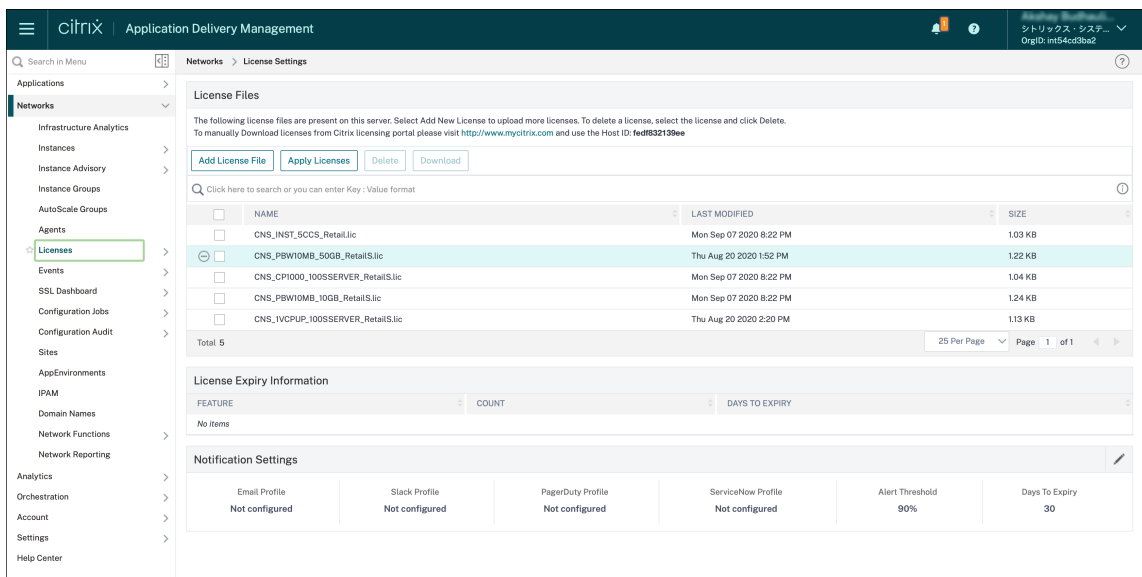 citrix | Application Delivery Management
1
?
シトリックス・システ...
OrgID: int54cd3ba2
Search in Menu
Networks > License Settings
?
Applications
Networks
Infrastructure Analytics
Instances
Instance Advisory
Instance Groups
AutoScale Groups
Agents
Licenses
Events
SSL Dashboard
Configuration Jobs
Configuration Audit
Sites
AppEnvironments
IPAM
Domain Names
Network Functions
Network Reporting
Analytics
Orchestration
Account
Settings
Help Center
License Files
The following license files are present on this server. Select Add New License to upload more licenses. To delete a license, select the license and click Delete.
To manually Download licenses from Citrix licensing portal please visit http://www.mycitrix.com and use the Host ID: fedf832139ee
Add License File Apply Licenses Delete Download
Click here to search or you can enter Key : Value format
NAME LAST MODIFIED SIZE
CNS_INST_5CCS_Retail.lic Mon Sep 07 2020 8:22 PM 1.03 KB
CNS_PBW10MB_50GB_RetailS.lic Thu Aug 20 2020 1:52 PM 1.22 KB
CNS_CP1000_100SSERVER_RetailS.lic Mon Sep 07 2020 8:22 PM 1.04 KB
CNS_PBW10MB_10GB_RetailS.lic Mon Sep 07 2020 8:22 PM 1.24 KB
CNS_1VCPUP_100SSERVER_RetailS.lic Thu Aug 20 2020 2:20 PM 1.13 KB
Total 5 25 Per Page Page 1 of 1
License Expiry Information
FEATURE COUNT DAYS TO EXPIRY
No items
Notification Settings
Email Profile Slack Profile PagerDuty Profile ServiceNow Profile Alert Threshold Days To Expiry
Not configured Not configured Not configured Not configured 90% 30